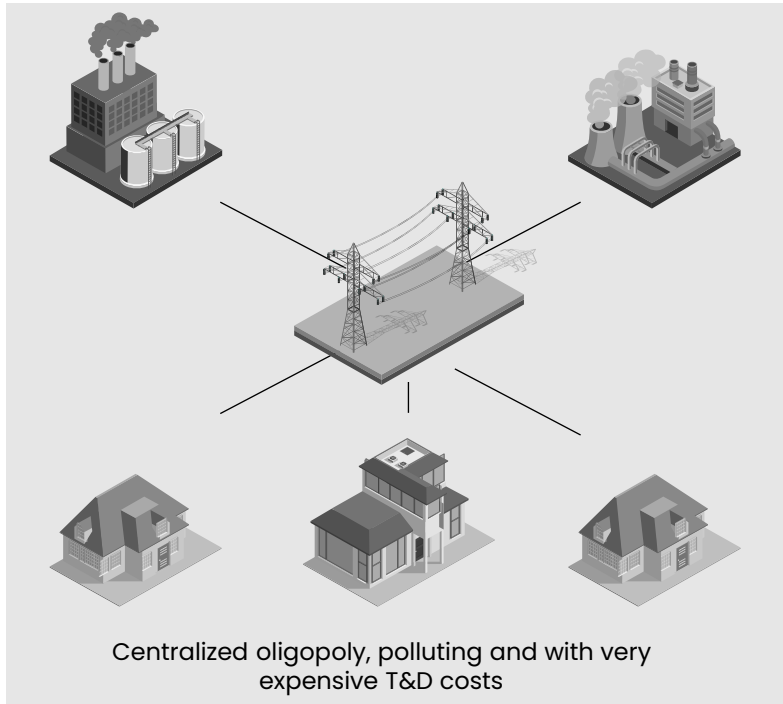 Centralized oligopoly, polluting and with very
expensive T&D costs